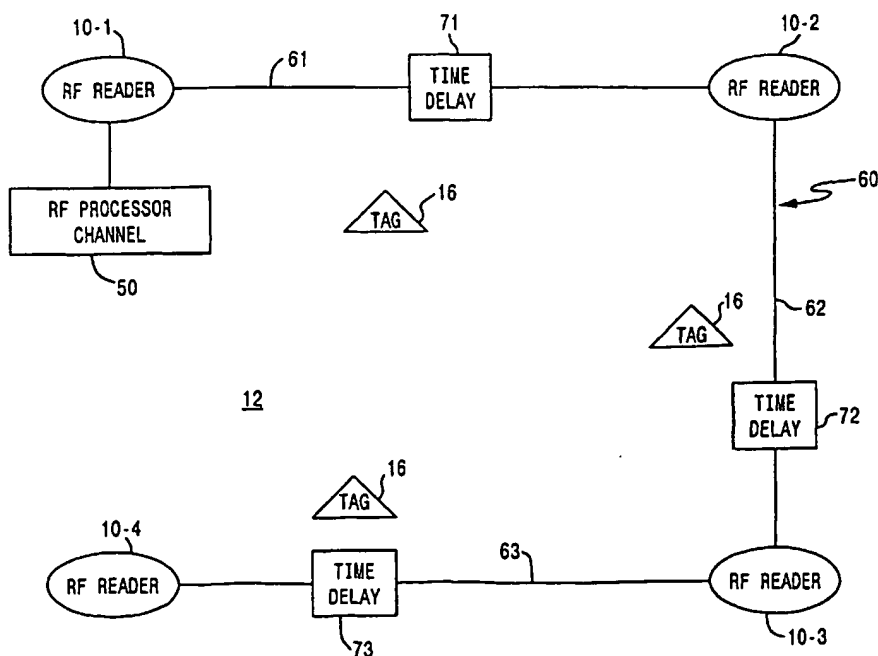 10-1
71
10-2
61
RF READER
TIME
DELAY
RF READER
60
16
TAG
RF PROCESSOR
CHANNEL
50
16
TAG
62
12
TIME
DELAY
72
16
TAG
10-4
63
RF READER
TIME
DELAY
RF READER
73
10-3